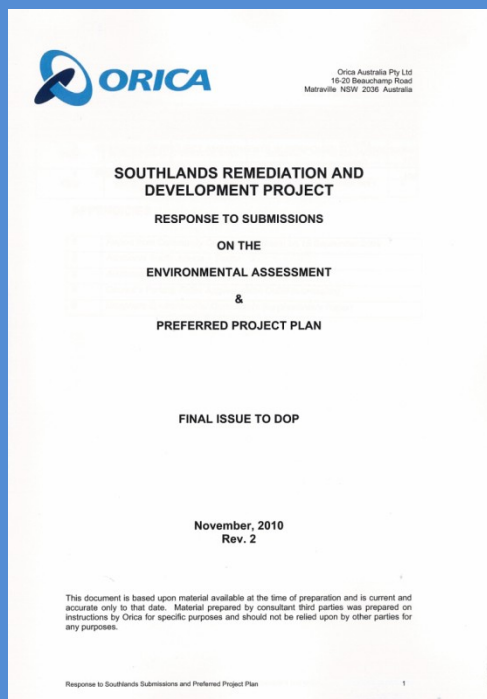 ORICA
Orica Australia Pty Ltd
16-20 Beauchamp Road
Matraville NSW 2036 Australia
SOUTHLANDS REMEDIATION AND
DEVELOPMENT PROJECT
RESPONSE TO SUBMISSIONS
ON THE
ENVIRONMENTAL ASSESSMENT
&
PREFERRED PROJECT PLAN
FINAL ISSUE TO DOP
November, 2010
Rev. 2
This document is based upon material available at the time of preparation and is current and
accurate only to that date. Material prepared by consultant third parties was prepared on
instructions by Orica for specific purposes and should not be relied upon by other parties for
any purposes.
Response to Southlands Submissions and Preferred Project Plan 1